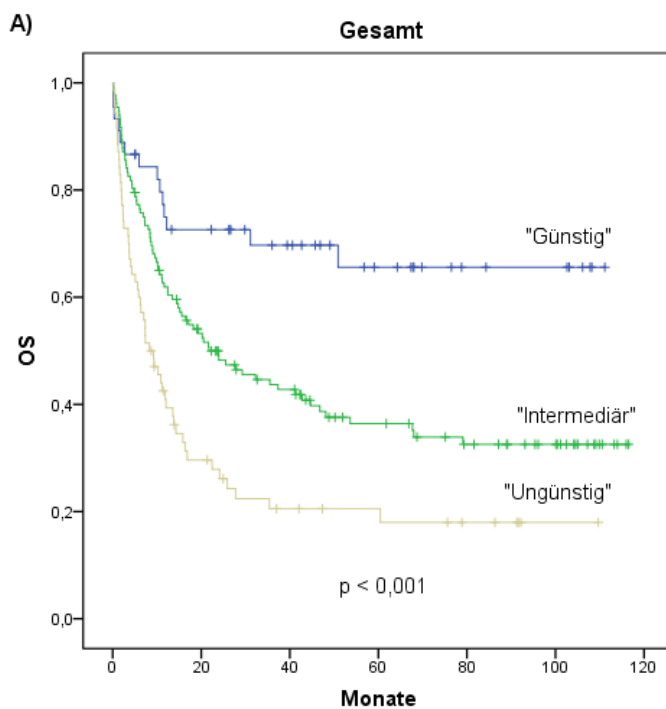 A)
Gesamt
1,0
0,8
"Günstig"
0,6
OS
0,4
"Intermediär"
"Ungünstig"
0,2
p < 0,001
0,0
0 20 40 60 80 100 120
Monate